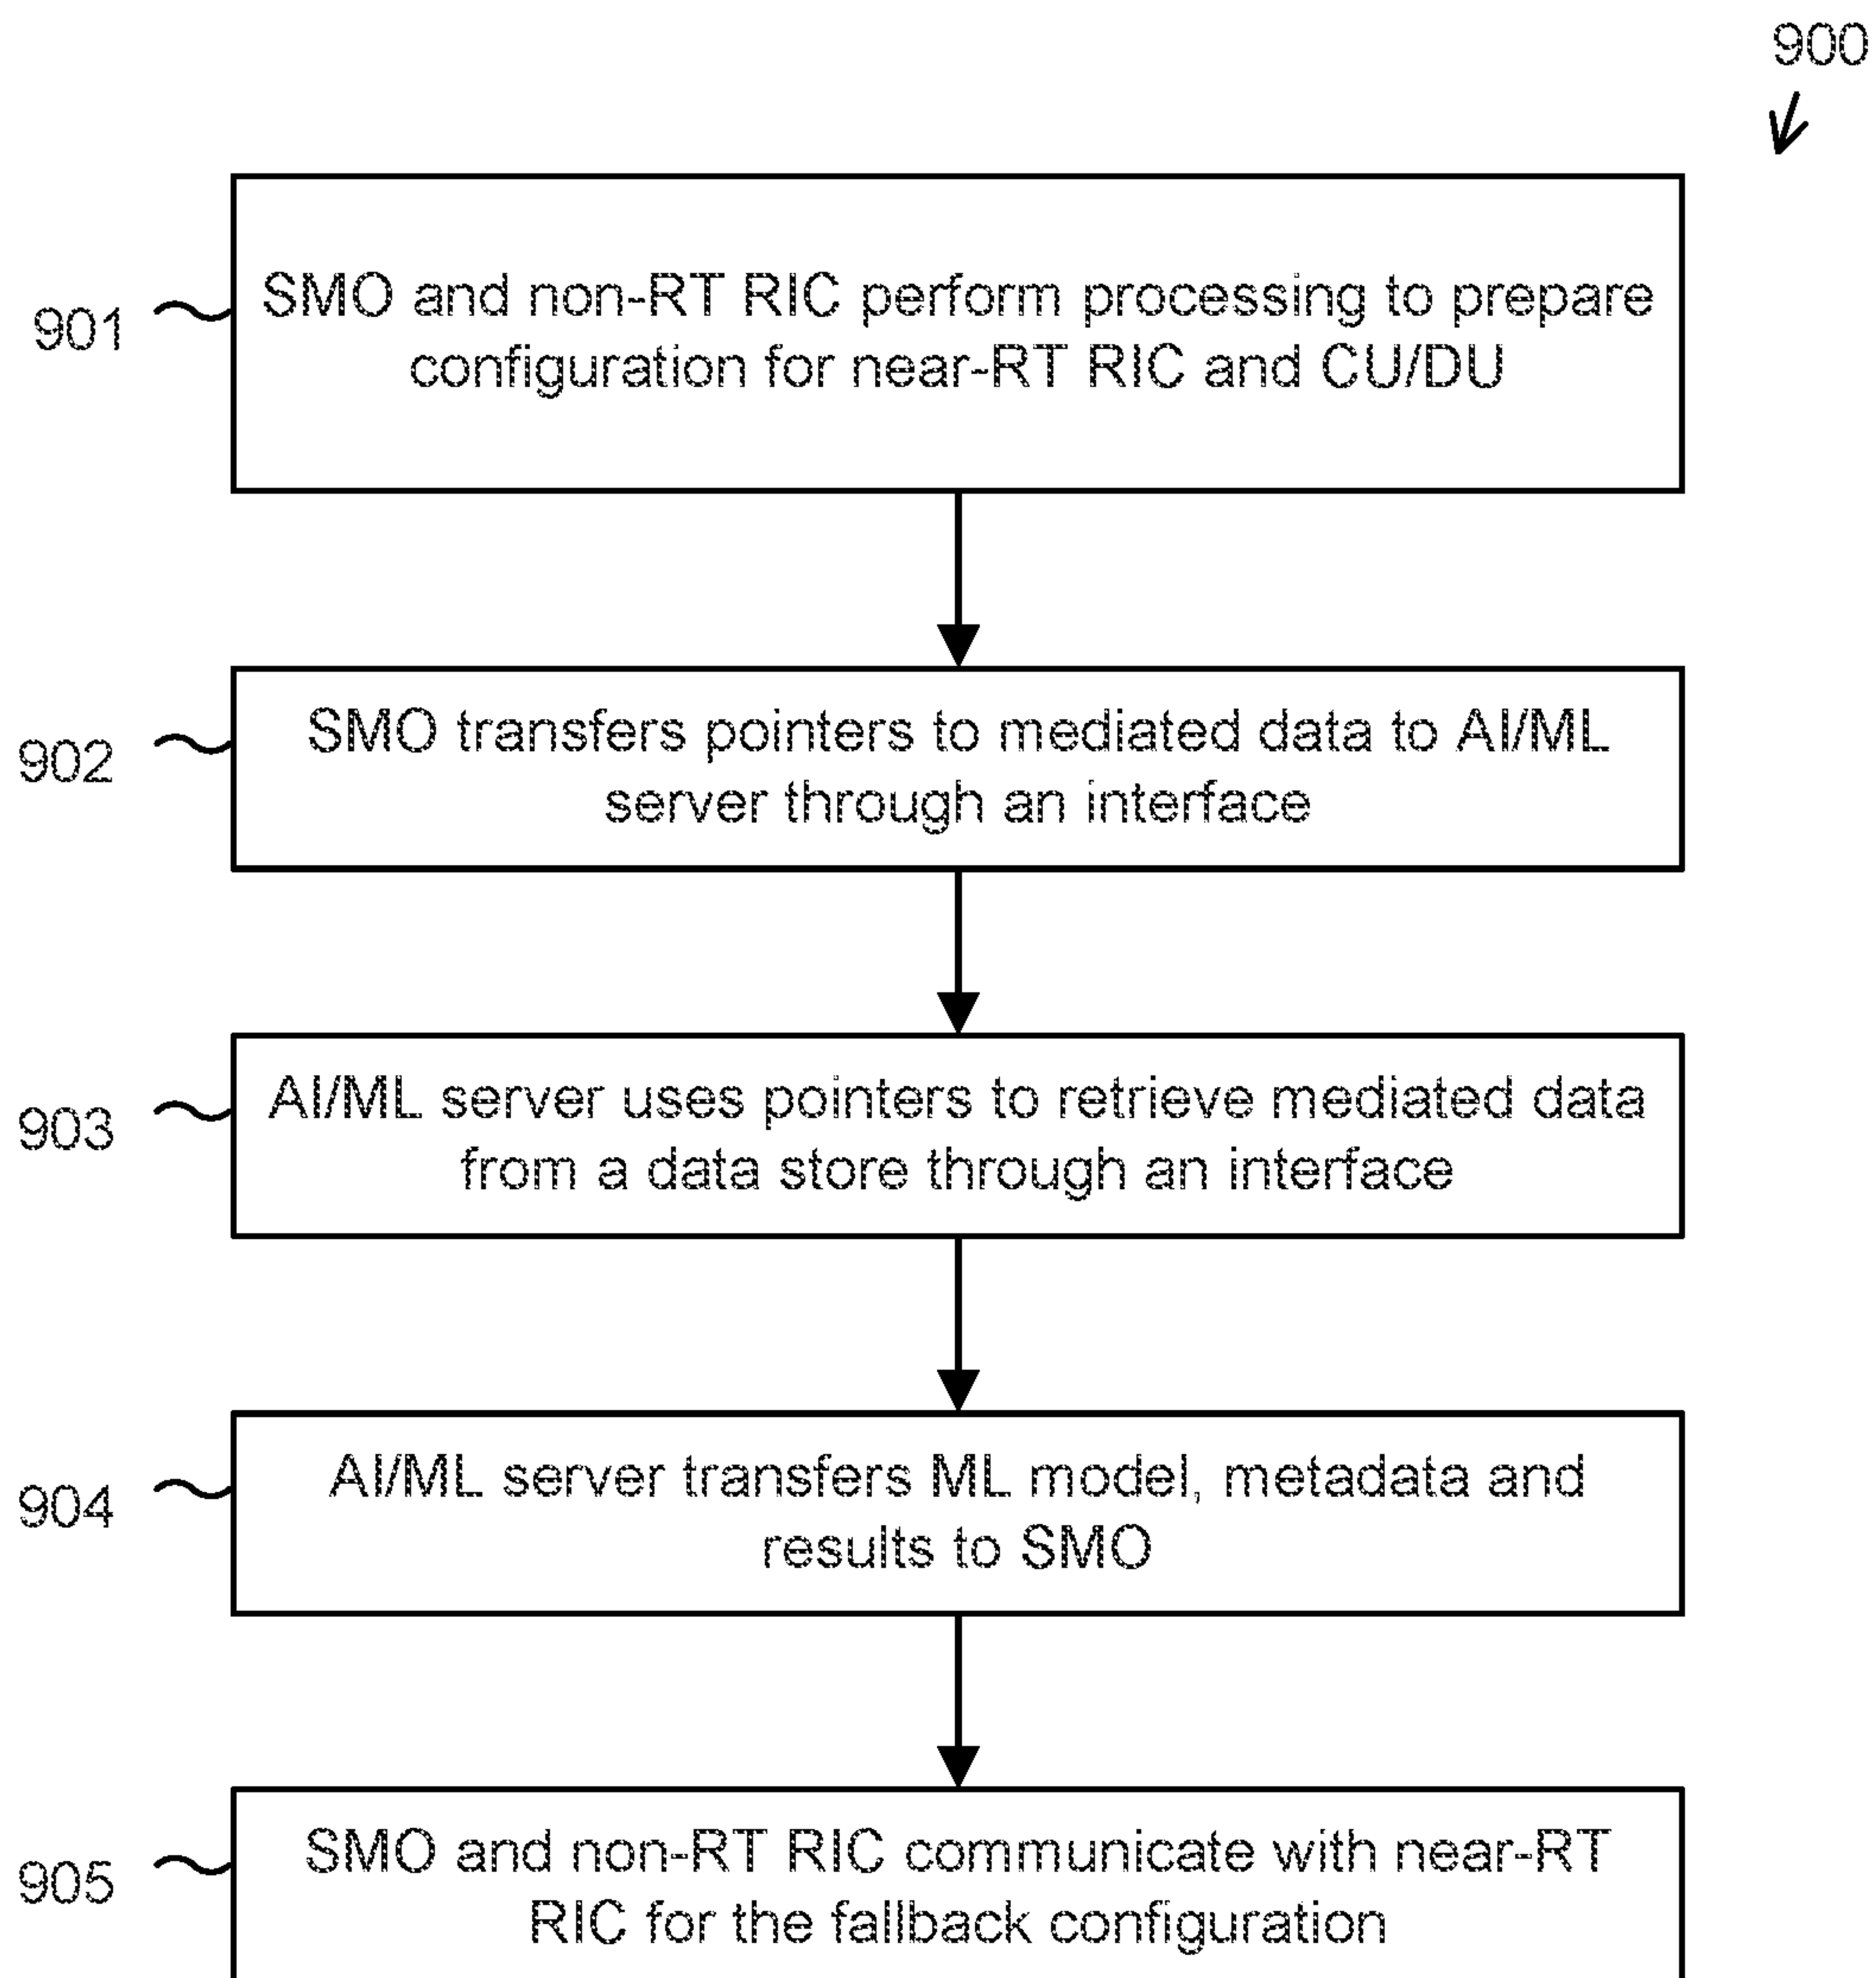 900
901
SMO and non-RT RIC perform processing to prepare
configuration for near-RT RIC and CU/DU
902
SMO transfers pointers to mediated data to AI/ML
server through an interface
903
AI/ML server uses pointers to retrieve mediated data
from a data store through an interface
904
AI/ML server transfers ML model, metadata and
results to SMO
905
SMO and non-RT RIC communicate with near-RT
RIC for the fallback configuration